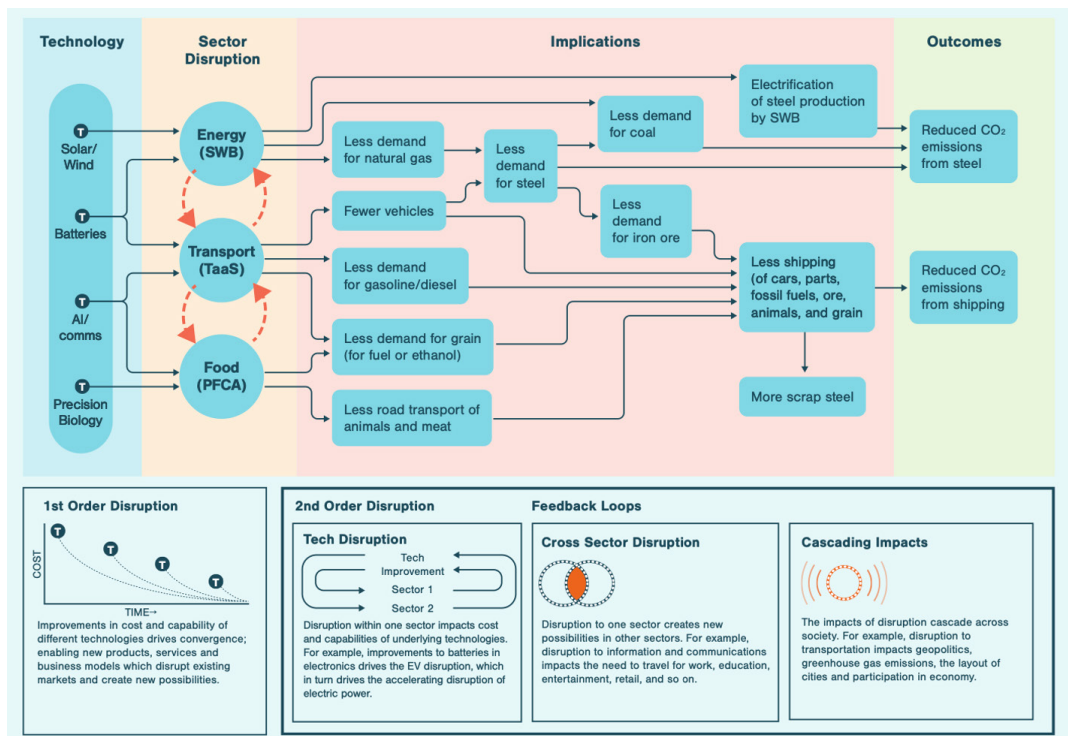 Technology
Sector
Disruption
Implications
Outcomes
T
Solar/
Wind
T
Batteries
T
AI/
comms
T
Precision
Biology
Energy
(SWB)
Transport
(TaaS)
Food
(PFCA)
Less demand
for natural gas
Fewer vehicles
Less demand
for gasoline/diesel
Less demand for grain
(for fuel or ethanol)
Less road transport of
animals and meat
Less
demand
for steel
Less demand
for coal
Less
demand
for iron ore
Electrification
of steel production
by SWB
Less shipping
(of cars, parts,
fossil fuels, ore,
animals, and grain
More scrap steel
Reduced CO₂
emissions
from steel
Reduced CO₂
emissions
from shipping
1st Order Disruption
COST
T
T
T
T
TIME→
Improvements in cost and capability of
different technologies drives convergence;
enabling new products, services and
business models which disrupt existing
markets and create new possibilities.
2nd Order Disruption
Feedback Loops
Tech Disruption
Tech
Improvement
Sector 1
Sector 2
Disruption within one sector impacts cost
and capabilities of underlying technologies.
For example, improvements to batteries in
electronics drives the EV disruption, which
in turn drives the accelerating disruption of
electric power.
Cross Sector Disruption
Disruption to one sector creates new
possibilities in other sectors. For example,
disruption to information and communications
impacts the need to travel for work, education,
entertainment, retail, and so on.
Cascading Impacts
The impacts of disruption cascade across
society. For example, disruption to
transportation impacts geopolitics,
greenhouse gas emissions, the layout of
cities and participation in economy.